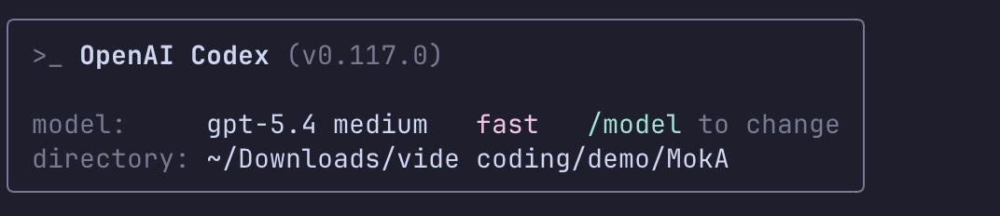 >_ OpenAI Codex (v0.117.0)
model: gpt-5.4 medium fast /model to change
directory: ~/Downloads/vide coding/demo/MokA